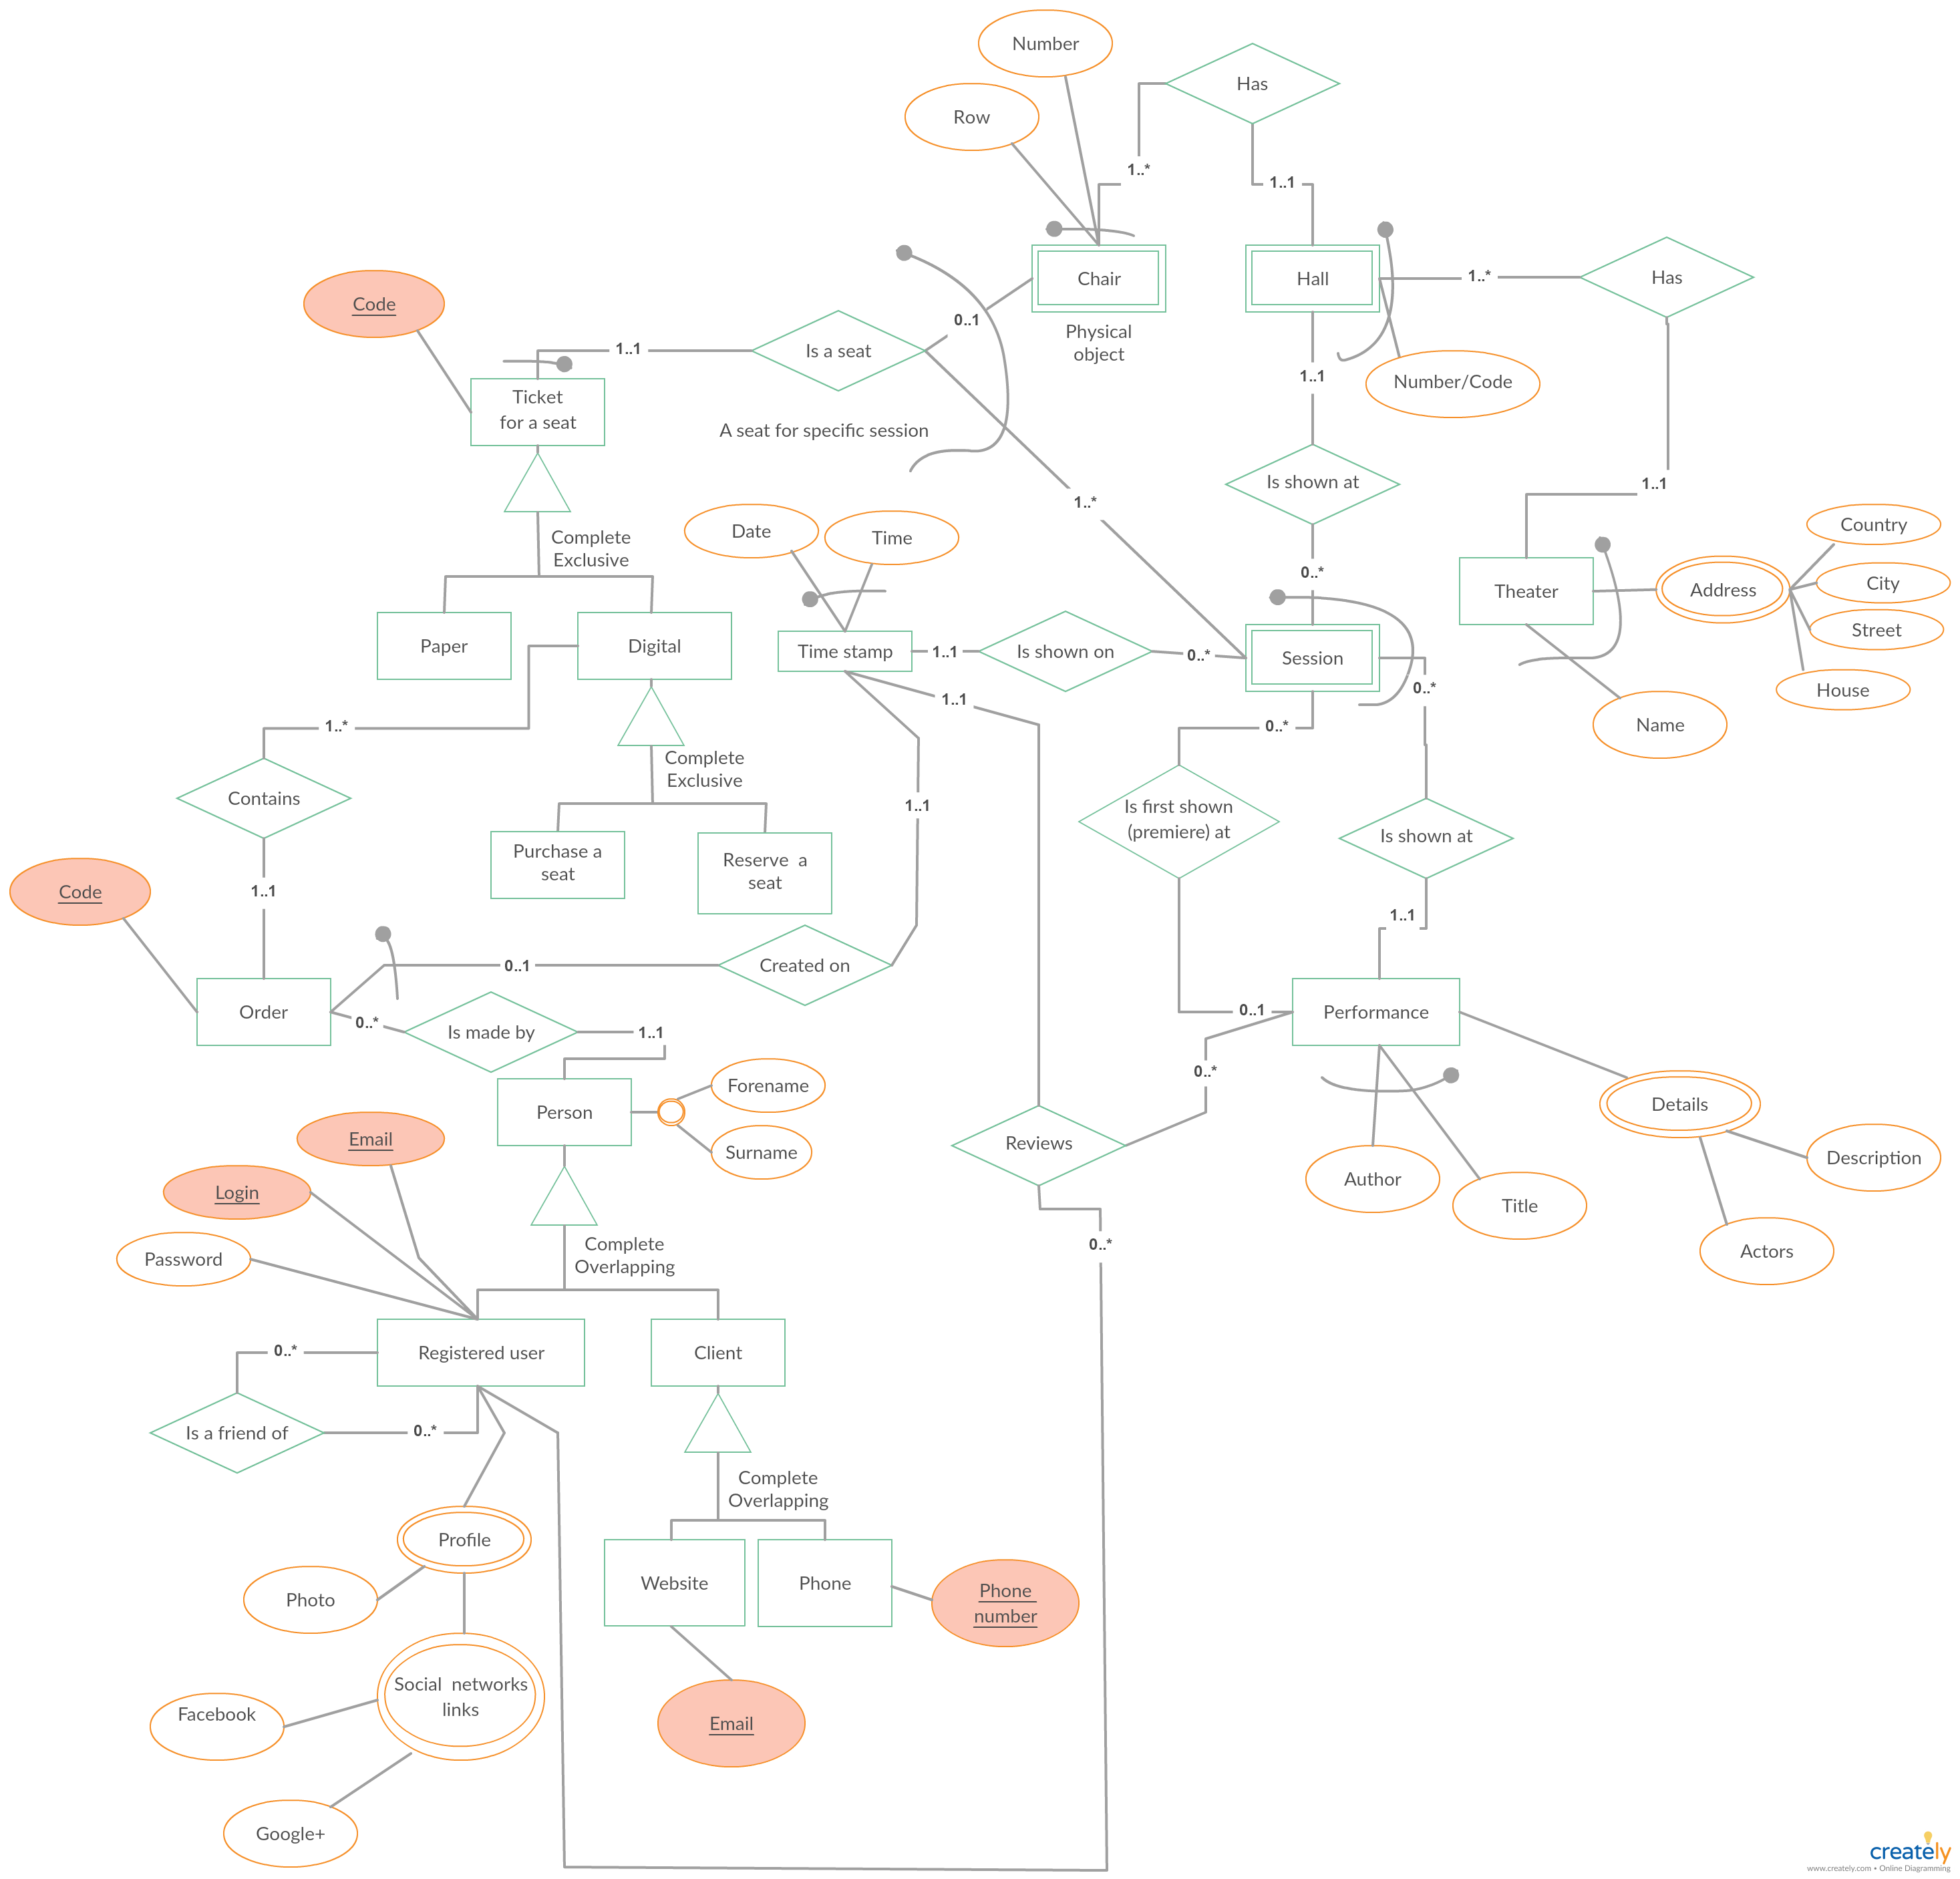 Number
Has
Row
1..*
1..1
Chair
Hall
1..*
Has
Code
0..1
Physical
object
1..1
Is a seat
1..1
Number/Code
Ticket
for a seat
A seat for specific session
Is shown at
1..1
1..*
Country
Date
Time
Complete
Exclusive
0..*
Theater
Address
City
Street
Paper
Digital
Time stamp
1..1
Is shown on
0..*
Session
House
0..*
1..1
1..*
0..*
Name
Complete
Exclusive
Contains
1..1
Is first shown
(premiere) at
Is shown at
Purchase a
seat
Reserve  a
seat
Code
1..1
1..1
0..1
Created on
Order
0..*
Is made by
1..1
0..1
Performance
0..*
Forename
Person
Details
Email
Surname
Reviews
Description
Login
Author
Title
Password
Complete
Overlapping
0..*
Actors
0..*
Registered user
Client
Is a friend of
0..*
Complete
Overlapping
Profile
Photo
Website
Phone
Phone
number
Social  networks
links
Facebook
Email
Google+
creately
www.creately.com • Online Diagramming